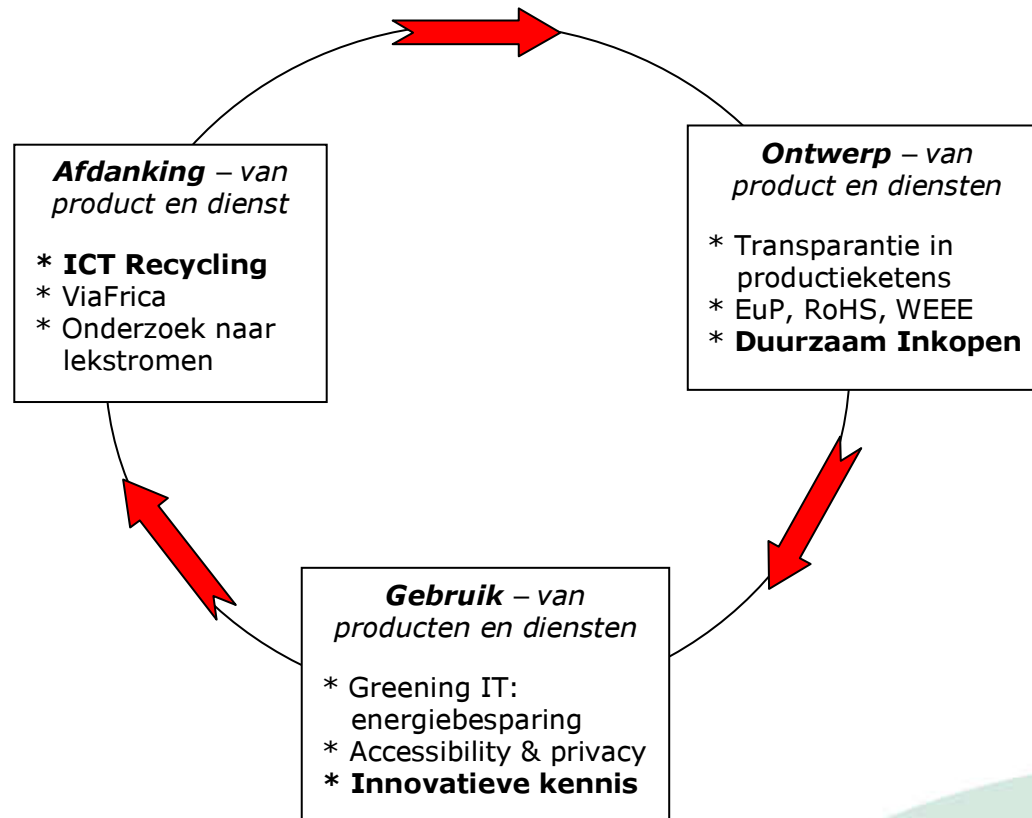 Afdanking – van
product en dienst
* ICT Recycling
* ViaFrica
* Onderzoek naar
lekstromen
Ontwerp – van
product en diensten
* Transparantie in
productieketens
* EuP, RoHS, WEEE
* Duurzaam Inkopen
Gebruik – van
producten en diensten
* Greening IT:
energiebesparing
* Accessibility & privacy
* Innovatieve kennis